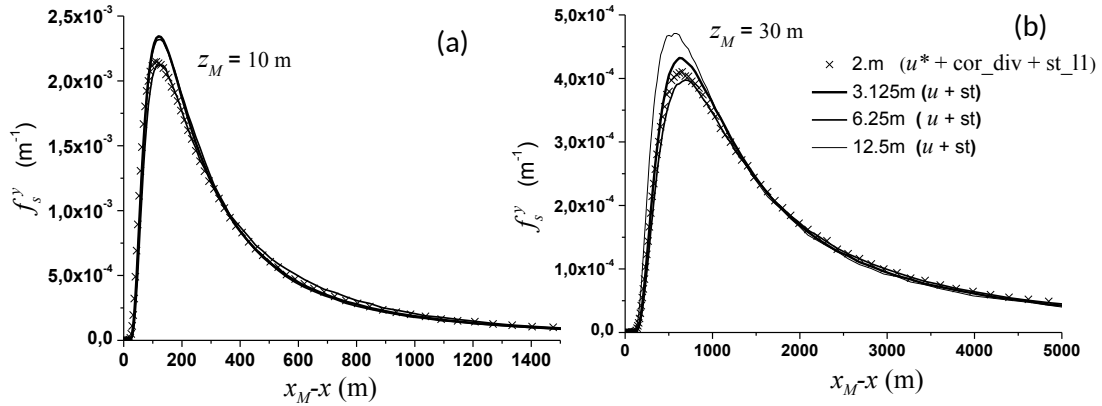 (a)
z_M = 10 m
2,5x10⁻³
2,0x10⁻³
1,5x10⁻³
1,0x10⁻³
5,0x10⁻⁴
0,0
f_s^y (m⁻¹)
0 200 400 600 800 1000 1200 1400
x_M-x (m)
(b)
z_M = 30 m
× 2.m (u* + cor_div + st_l1)
3.125m (u + st)
6.25m ( u + st)
12.5m (u + st)
5,0x10⁻⁴
4,0x10⁻⁴
3,0x10⁻⁴
2,0x10⁻⁴
1,0x10⁻⁴
0,0
f_s^y (m⁻¹)
0 1000 2000 3000 4000 5000
x_M-x (m)